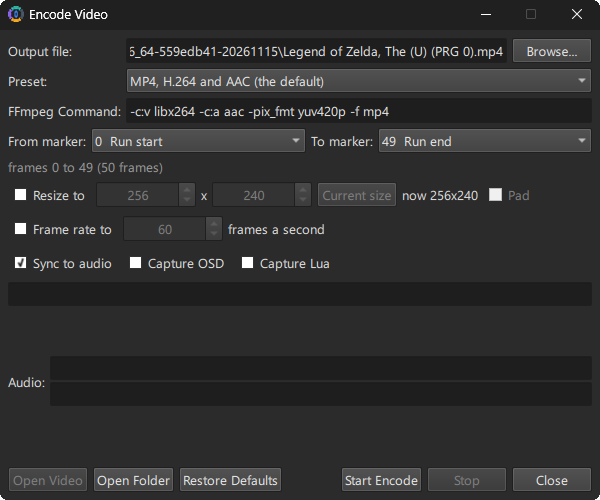 Encode Video
Output file: 6_64-559edb41-20261115\Legend of Zelda, The (U) (PRG 0).mp4 Browse...
Preset: MP4, H.264 and AAC (the default)
FFmpeg Command: -c:v libx264 -c:a aac -pix_fmt yuv420p -f mp4
From marker: 0 Run start To marker: 49 Run end
frames 0 to 49 (50 frames)
Resize to 256 x 240 Current size now 256x240 Pad
Frame rate to 60 frames a second
Sync to audio Capture OSD Capture Lua
Audio:
Open Video Open Folder Restore Defaults Start Encode Stop Close